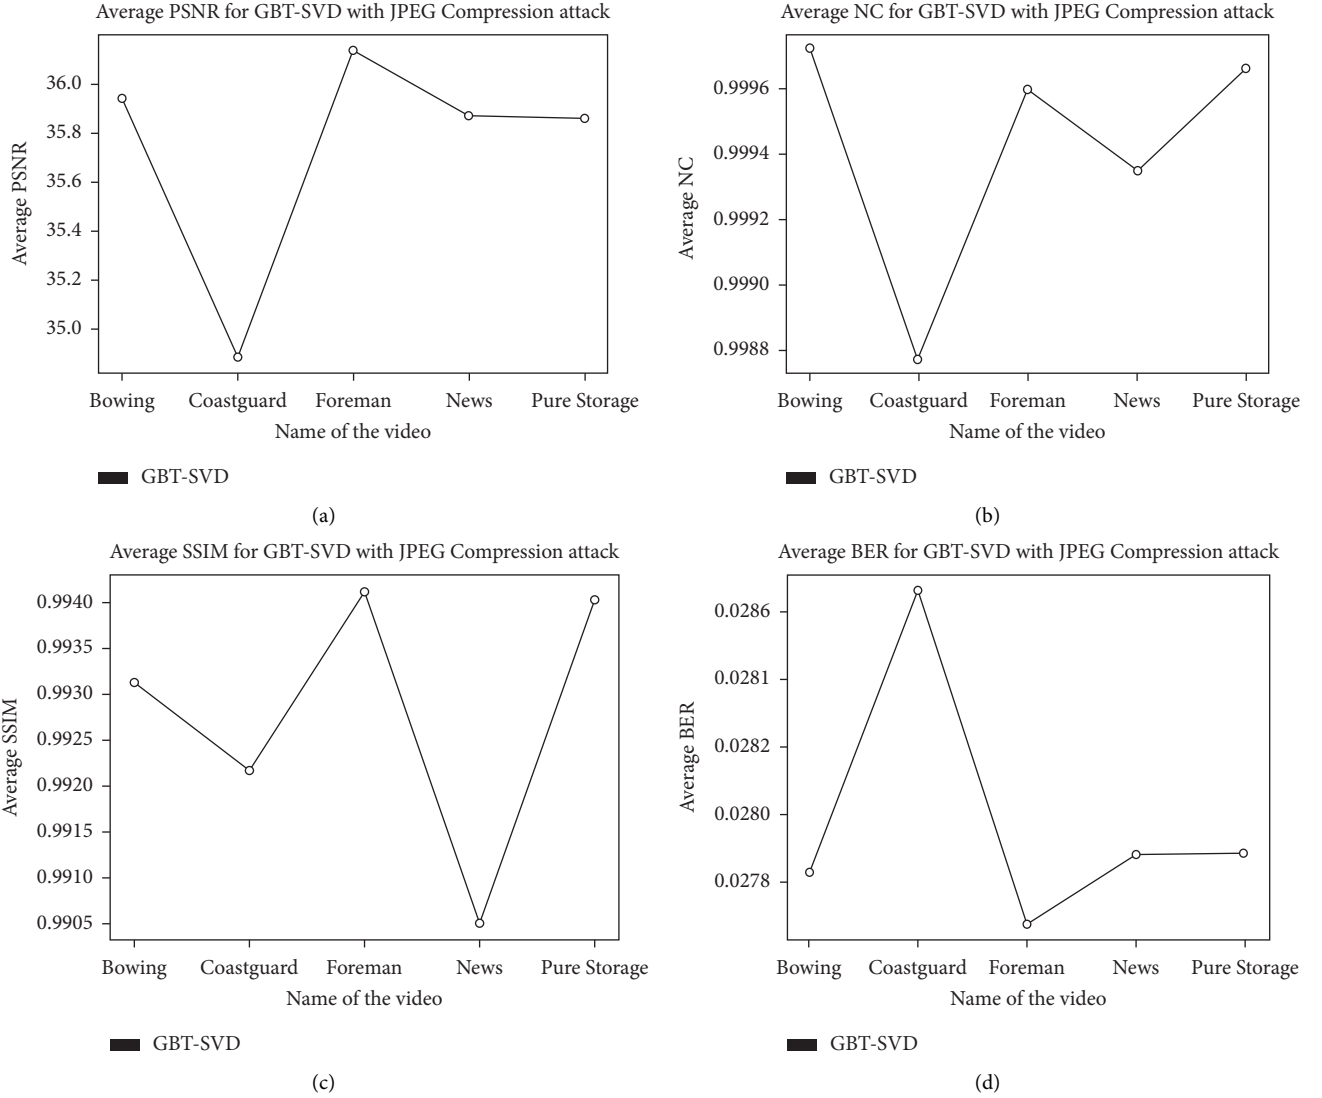 Average PSNR for GBT-SVD with JPEG Compression attack
36.0
35.8
35.6
35.4
35.2
35.0
Average PSNR
Bowing Coastguard Foreman News Pure Storage
Name of the video
GBT-SVD
(a)
Average NC for GBT-SVD with JPEG Compression attack
0.9996
0.9994
0.9992
0.9990
0.9988
Average NC
Bowing Coastguard Foreman News Pure Storage
Name of the video
GBT-SVD
(b)
Average SSIM for GBT-SVD with JPEG Compression attack
0.9940
0.9935
0.9930
0.9925
0.9920
0.9915
0.9910
0.9905
Average SSIM
Bowing Coastguard Foreman News Pure Storage
Name of the video
GBT-SVD
(c)
Average BER for GBT-SVD with JPEG Compression attack
0.0286
0.0281
0.0282
0.0280
0.0278
Average BER
Bowing Coastguard Foreman News Pure Storage
Name of the video
GBT-SVD
(d)